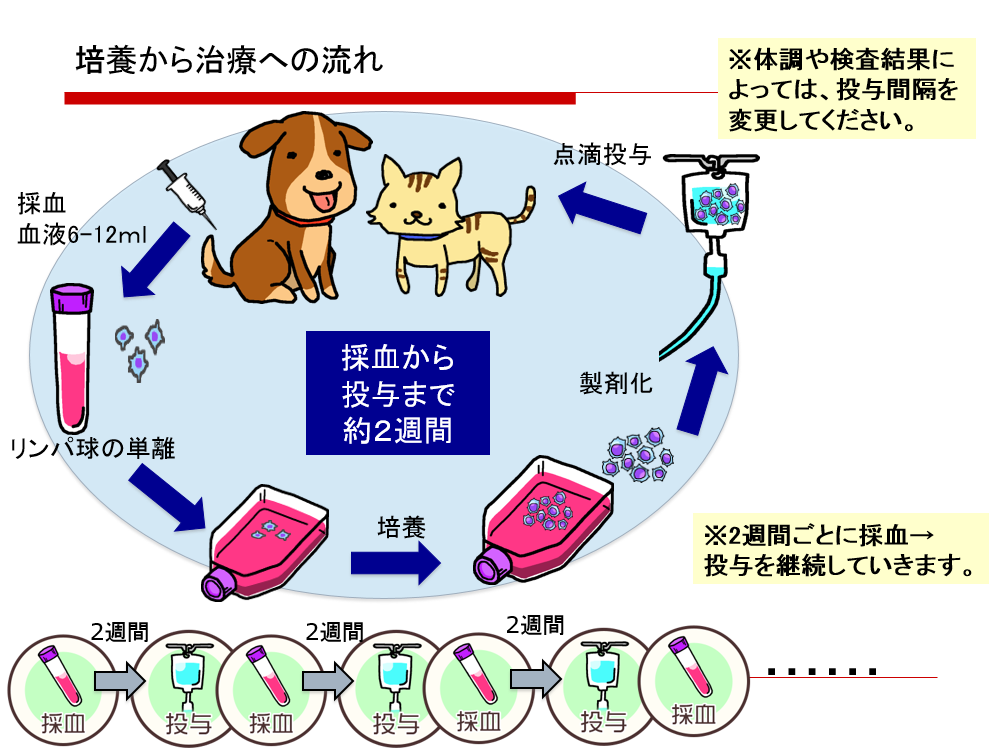 培養から治療への流れ
※体調や検査結果に
よっては、投与間隔を
変更してください。
点滴投与
採血
血液6-12ml
採血から
投与まで
約2週間
製剤化
リンパ球の単離
培養
※2週間ごとに採血→
投与を継続していきます。
2週間
2週間
2週間
採血
投与
採血
投与
採血
投与
採血
……